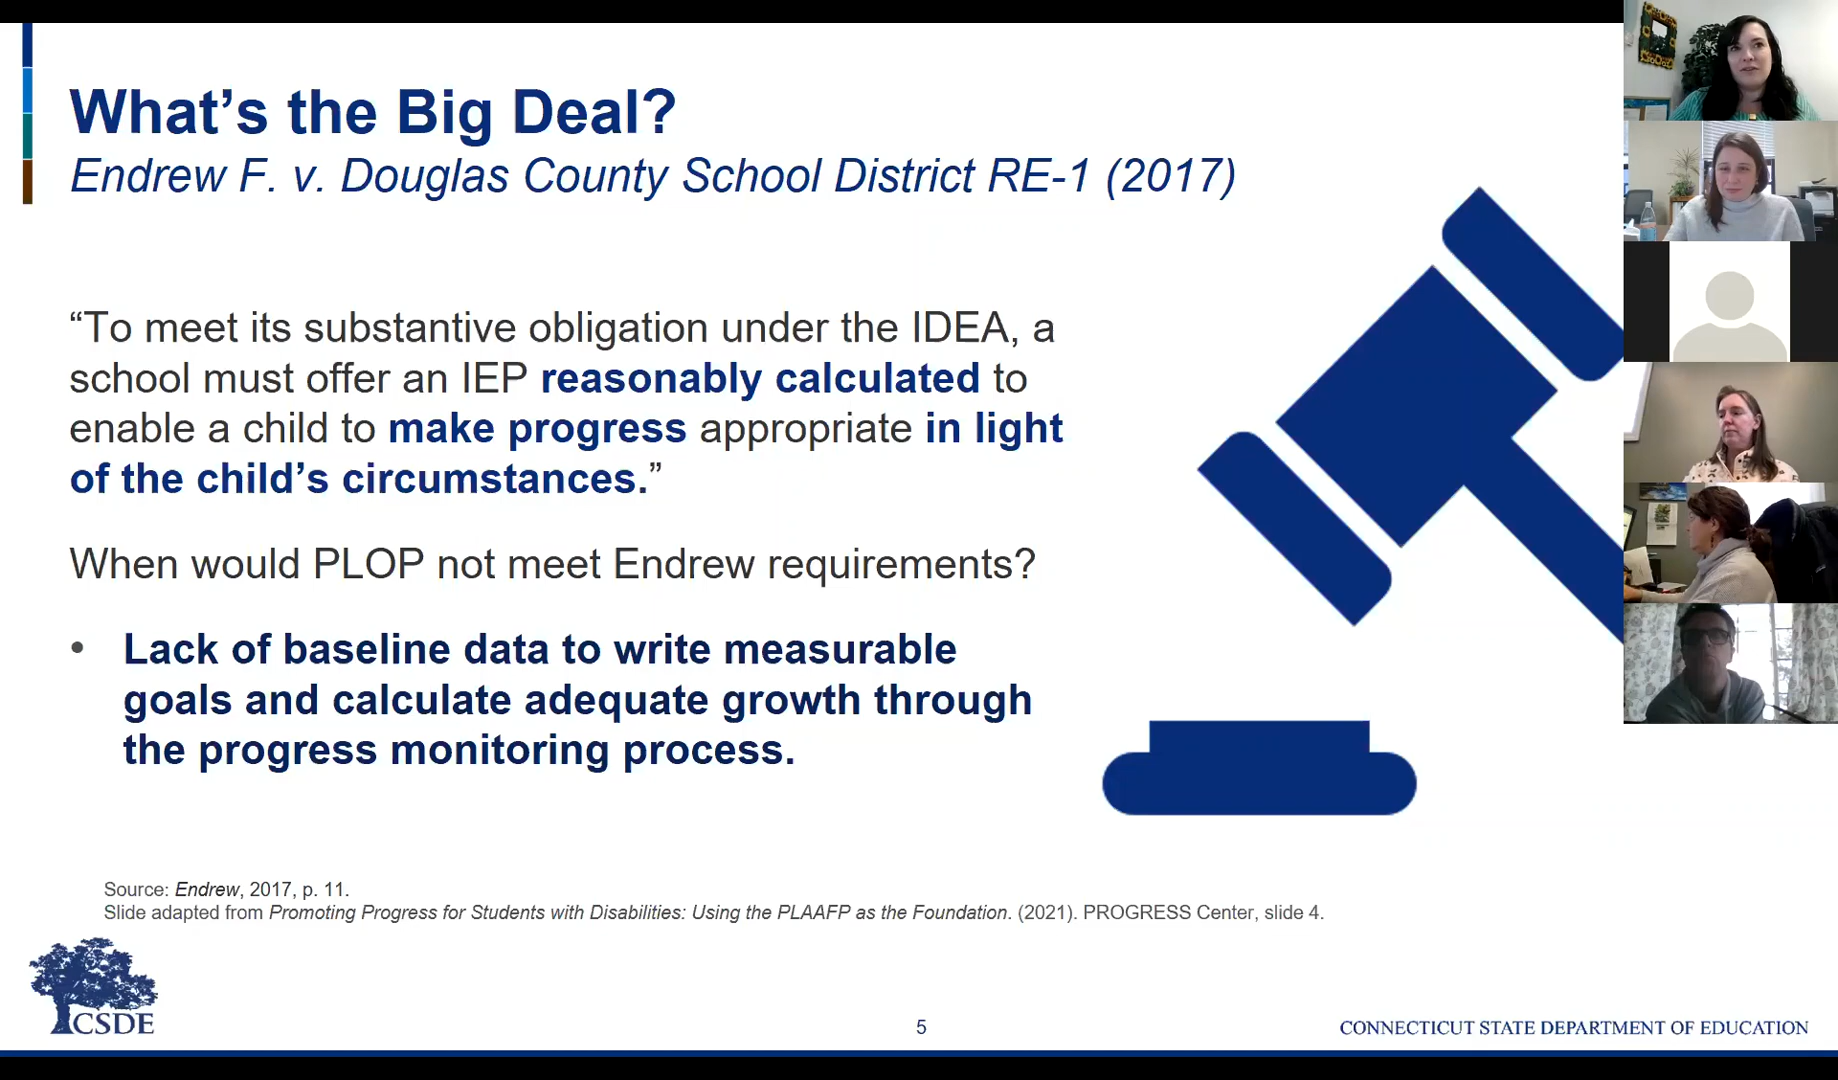 What’s the Big Deal?
Endrew F. v. Douglas County School District RE-1 (2017)
“To meet its substantive obligation under the IDEA, a
school must offer an IEP reasonably calculated to
enable a child to make progress appropriate in light
of the child’s circumstances.”
When would PLOP not meet Endrew requirements?
• Lack of baseline data to write measurable
goals and calculate adequate growth through
the progress monitoring process.
Source: Endrew, 2017, p. 11.
Slide adapted from Promoting Progress for Students with Disabilities: Using the PLAAFP as the Foundation. (2021). PROGRESS Center, slide 4.
CSDE
5
CONNECTICUT STATE DEPARTMENT OF EDUCATION